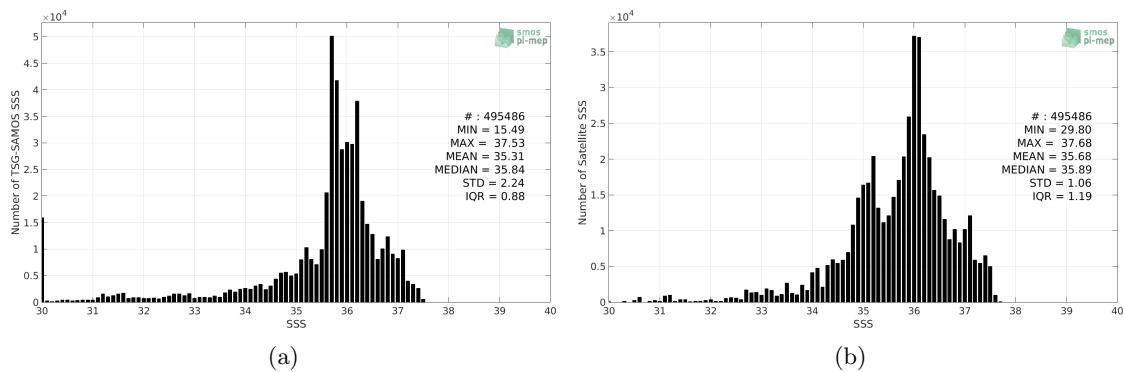 ×10⁴
5
4.5
4
3.5
3
2.5
2
1.5
1
0.5
0
Number of TSG-SAMOS SSS
30 31 32 33 34 35 36 37 38 39 40
SSS
smos
pi-mep
# : 495486
MIN = 15.49
MAX = 37.53
MEAN = 35.31
MEDIAN = 35.84
STD = 2.24
IQR = 0.88
(a)
×10⁴
3.5
3
2.5
2
1.5
1
0.5
0
Number of Satellite SSS
30 31 32 33 34 35 36 37 38 39 40
SSS
smos
pi-mep
# : 495486
MIN = 29.80
MAX = 37.68
MEAN = 35.68
MEDIAN = 35.89
STD = 1.06
IQR = 1.19
(b)